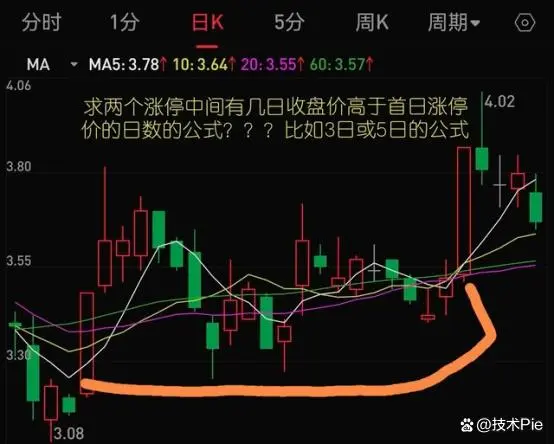 分时 1分 日K 5分 周K 周期
MA MA5: 3.78↑ 10: 3.64↑ 20: 3.55↑ 60: 3.57↑
4.06
4.02
求两个涨停中间有几日收盘价高于首日涨停
价的日数的公式？？？比如3日或5日的公式
3.80
3.55
3.30
3.08
@技术Pie